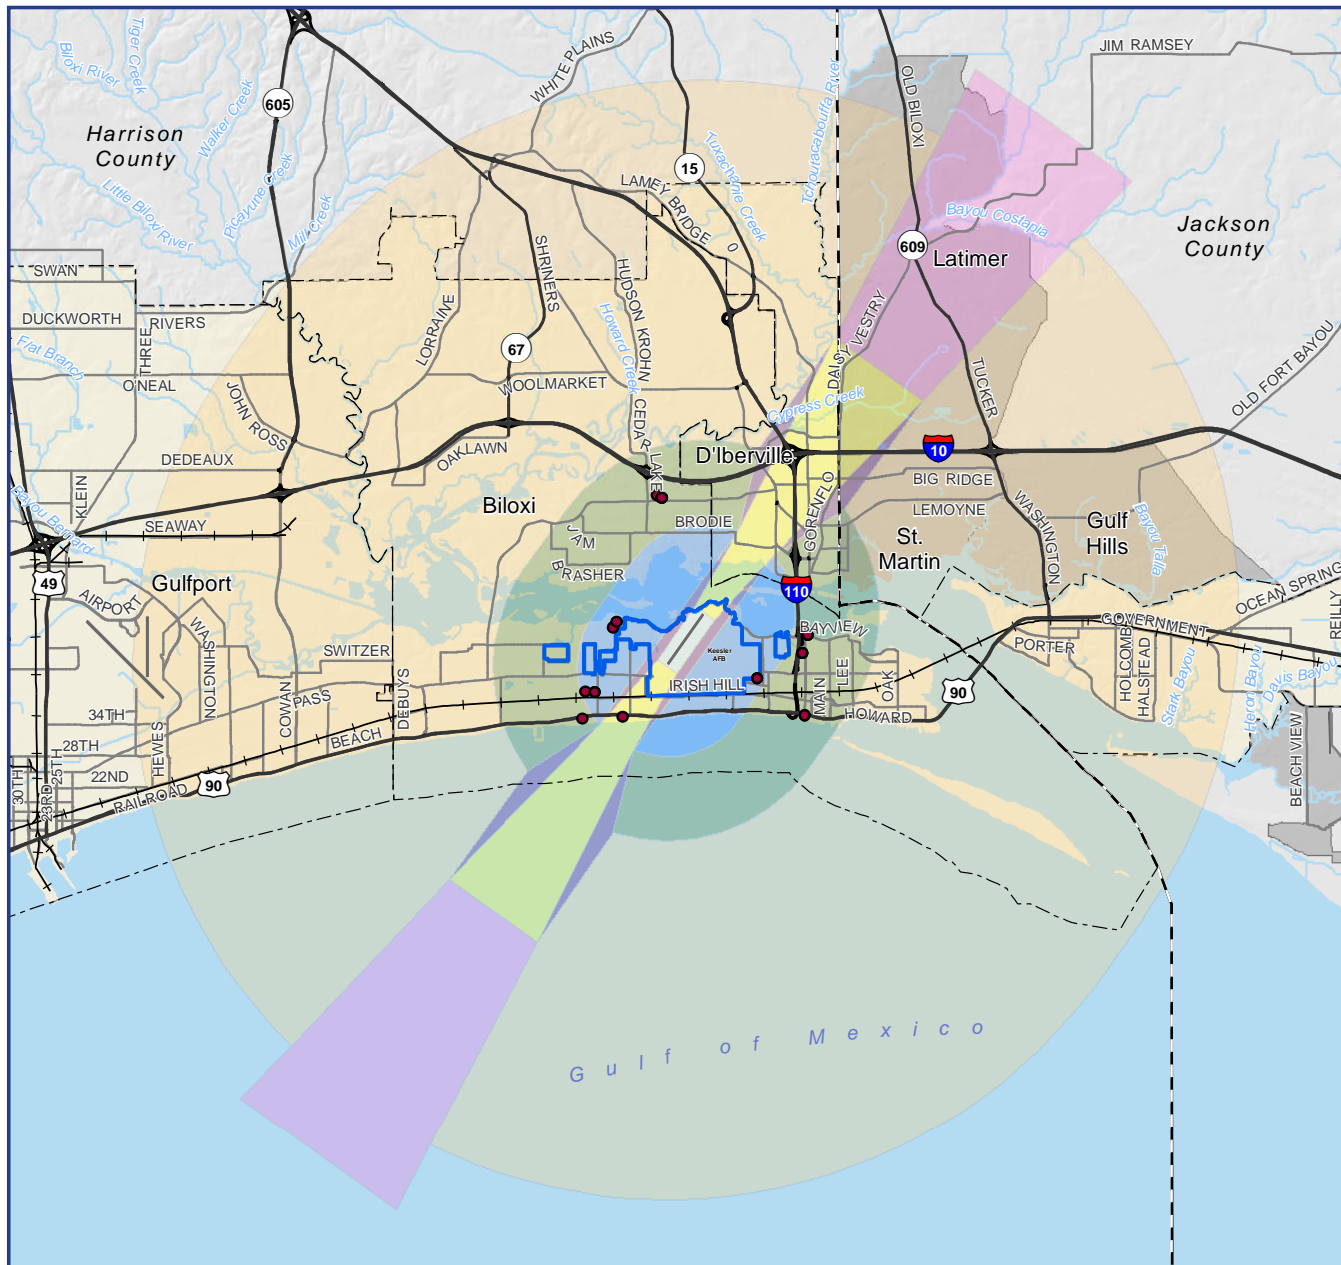 Tiger Creek
Biloxi River
Walker Creek
WHITE PLAINS
Tchoutacabouffa River
OLD BILOXI
JIM RAMSEY
605
Harrison
County
Little Biloxi River
Picayune Creek
Mill Creek
15
Tuxachanie Creek
LAMEY BRIDGE
0
Bayou Costapia
Jackson
County
609
Latimer
SWAN
SHRINERS
HUDSON KROHN
DUCKWORTH
RIVERS
THREE
LORRAINE
Howard Creek
DAISY VESTRY
Flat Branch
67
TUCKER
OLD FORT BAYOU
O'NEAL
JOHN ROSS
WOOLMARKET
CEDAR LAKE
Cypress Creek
DEDEAUX
OAKLAWN
D'Iberville
10
KLEIN
BIG RIDGE
Bayou Bernard
SEAWAY
Biloxi
BRODIE
GORENFLO
LEMOYNE
WASHINGTON
Gulf
Hills
Bayou Talla
JAM
St.
Martin
49
Gulfport
BRASHER
110
OCEAN SPRING
AIRPORT
WASHINGTON
BAYVIEW
GOVERNMENT
REILLY
SWITZER
Keesler
AFB
PORTER
HOLCOMB
HALSTEAD
PASS
DEBUYS
IRISH HILL
MAIN
LEE
OAK
90
Stark Bayou
Heron Bayou
Davis Bayou
34TH
COWAN
HOWARD
28TH
HEWES
BEACH
22ND
30TH
25TH
23RD
90
RAILROAD
BEACH VIEW
Gulf of Mexico